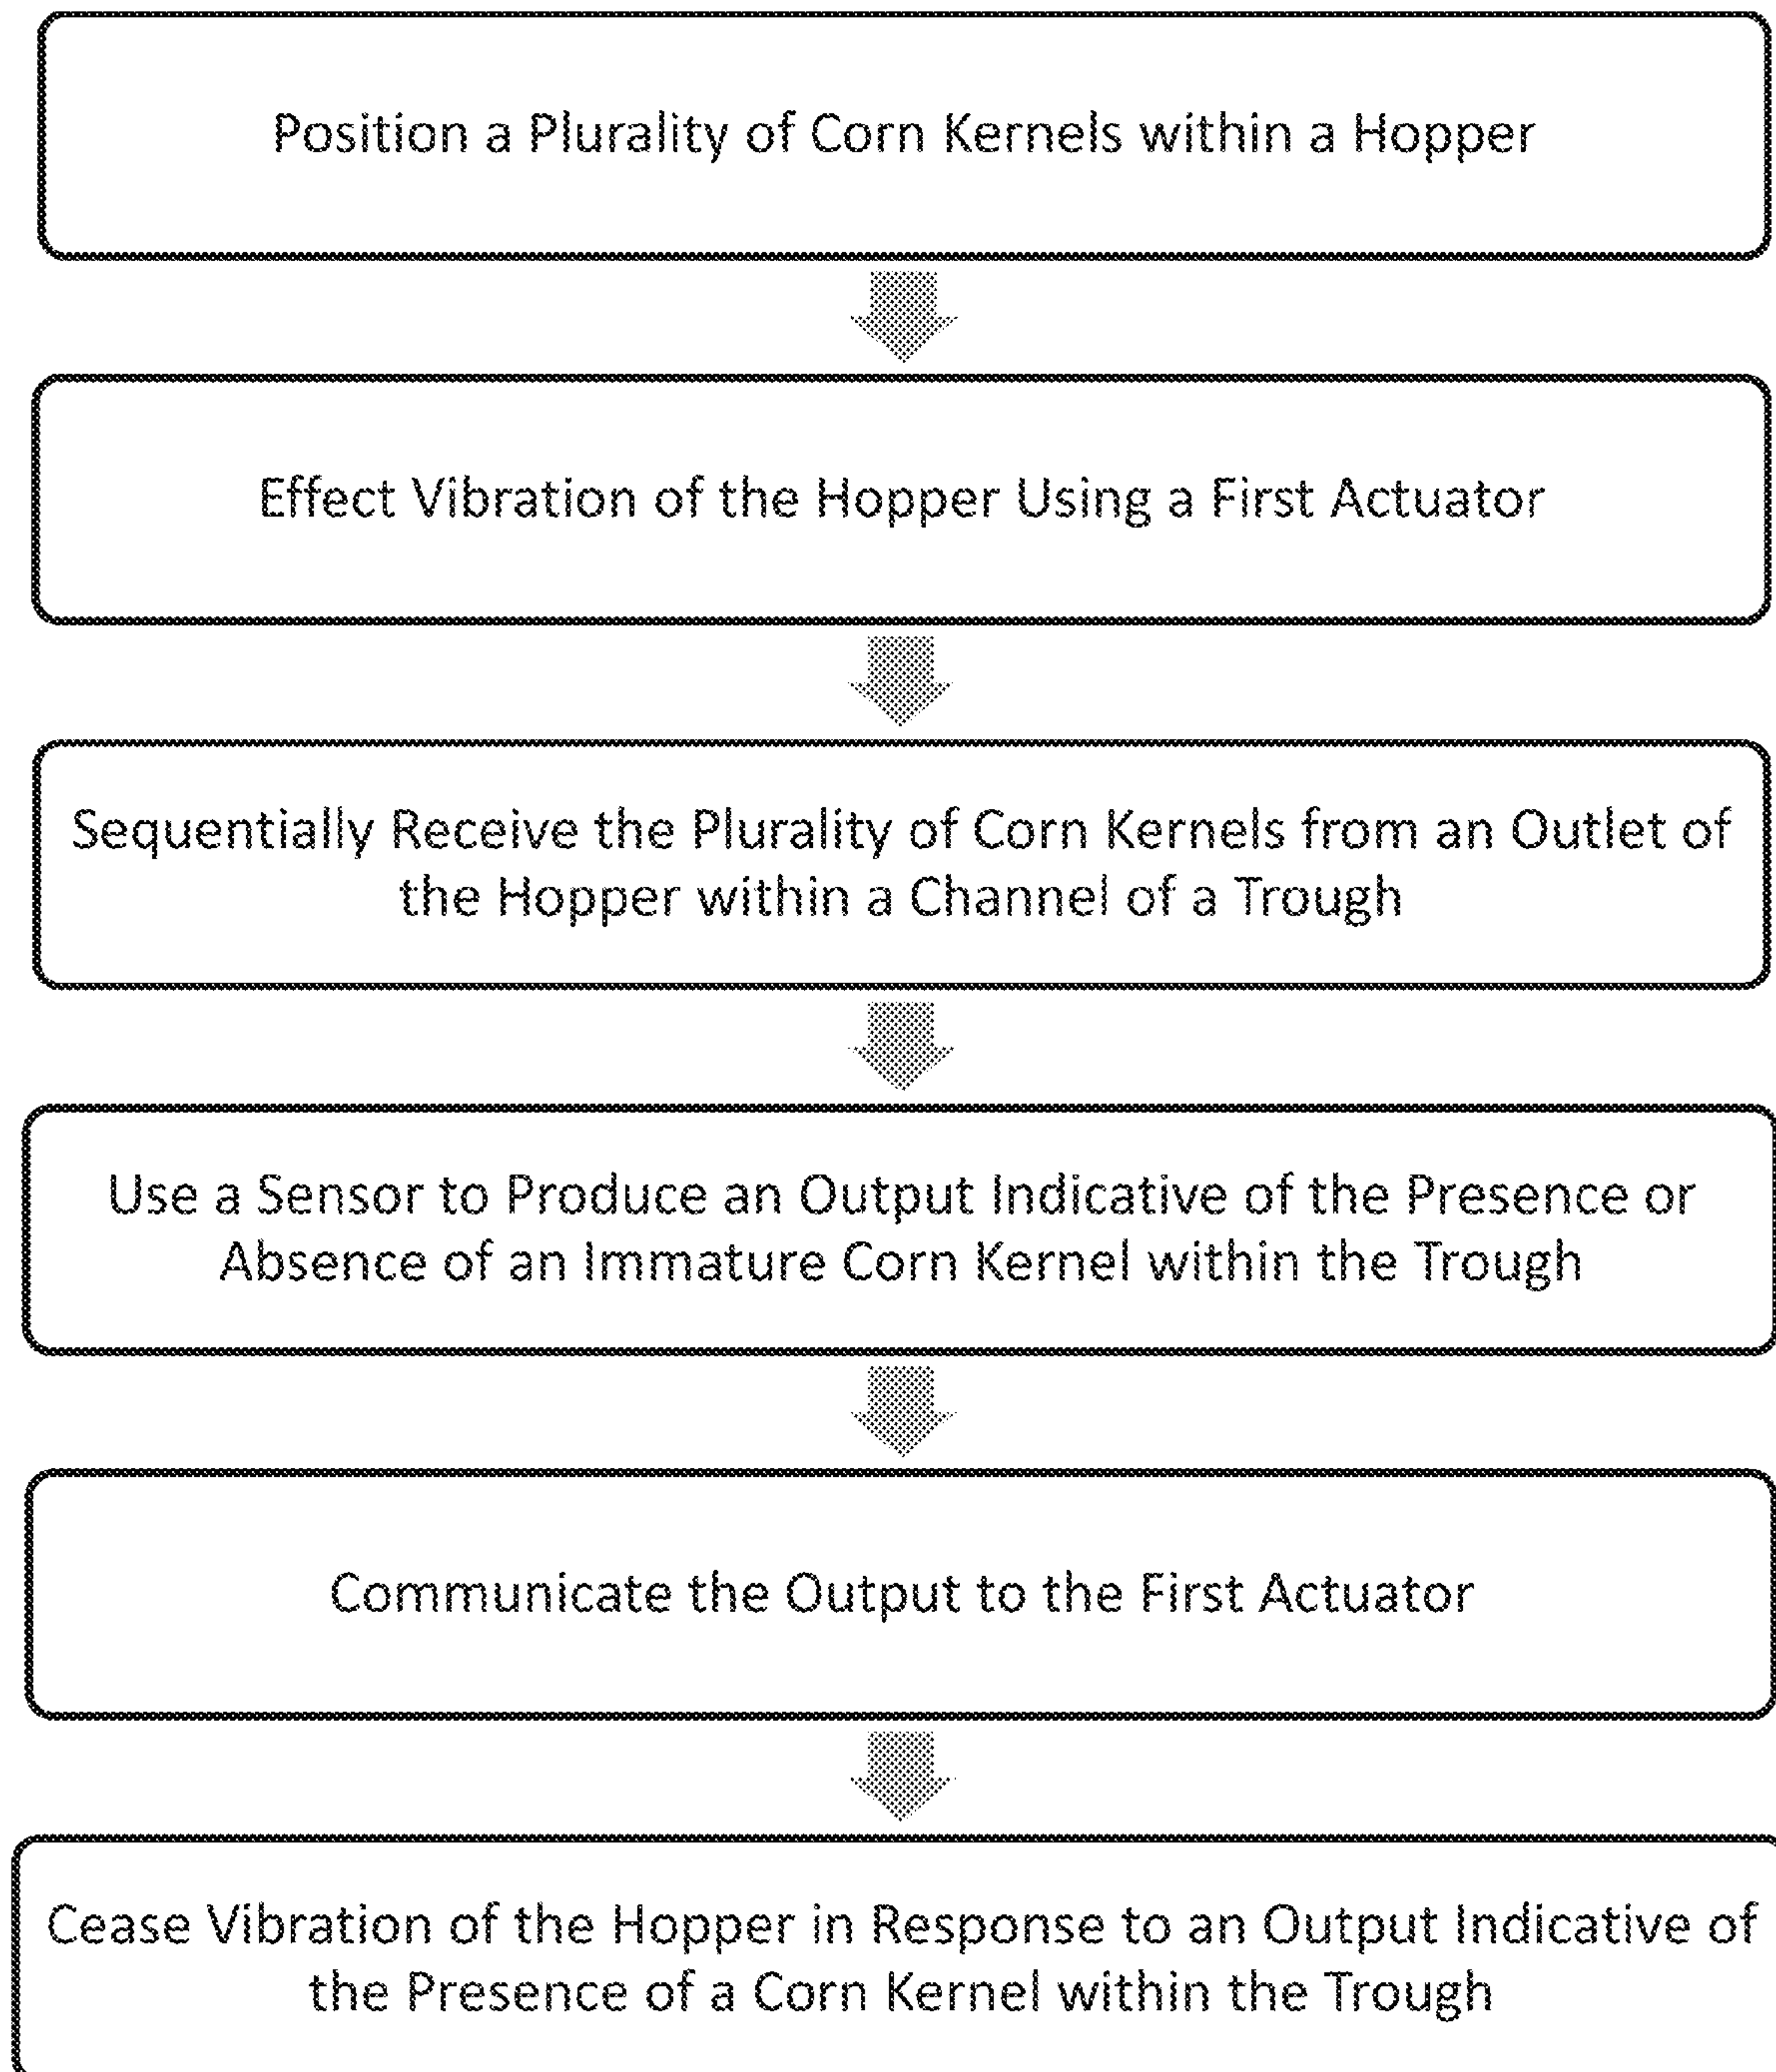 Position a Plurality of Corn Kernels within a Hopper
Effect Vibration of the Hopper Using a First Actuator
Sequentially Receive the Plurality of Corn Kernels from an Outlet of
the Hopper within a Channel of a Trough
Use a Sensor to Produce an Output Indicative of the Presence or
Absence of an Immature Corn Kernel within the Trough
Communicate the Output to the First Actuator
Cease Vibration of the Hopper in Response to an Output Indicative of
the Presence of a Corn Kernel within the Trough